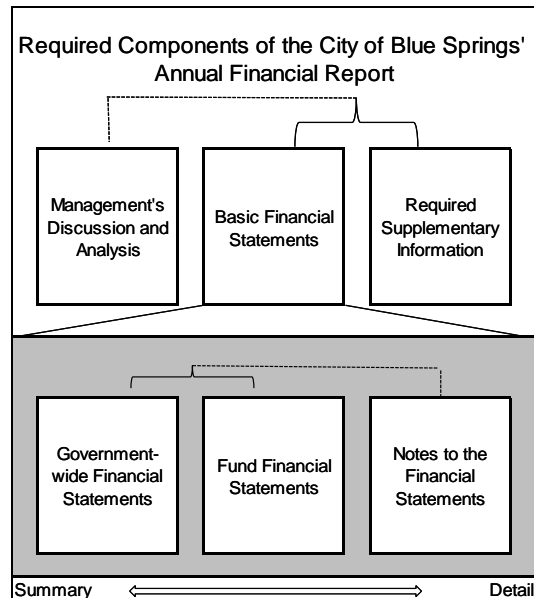 Required Components of the City of Blue Springs'
Annual Financial Report
Management's
Discussion and
Analysis
Basic Financial
Statements
Required
Supplementary
Information
Government-
wide Financial
Statements
Fund Financial
Statements
Notes to the
Financial
Statements
Summary
Detail